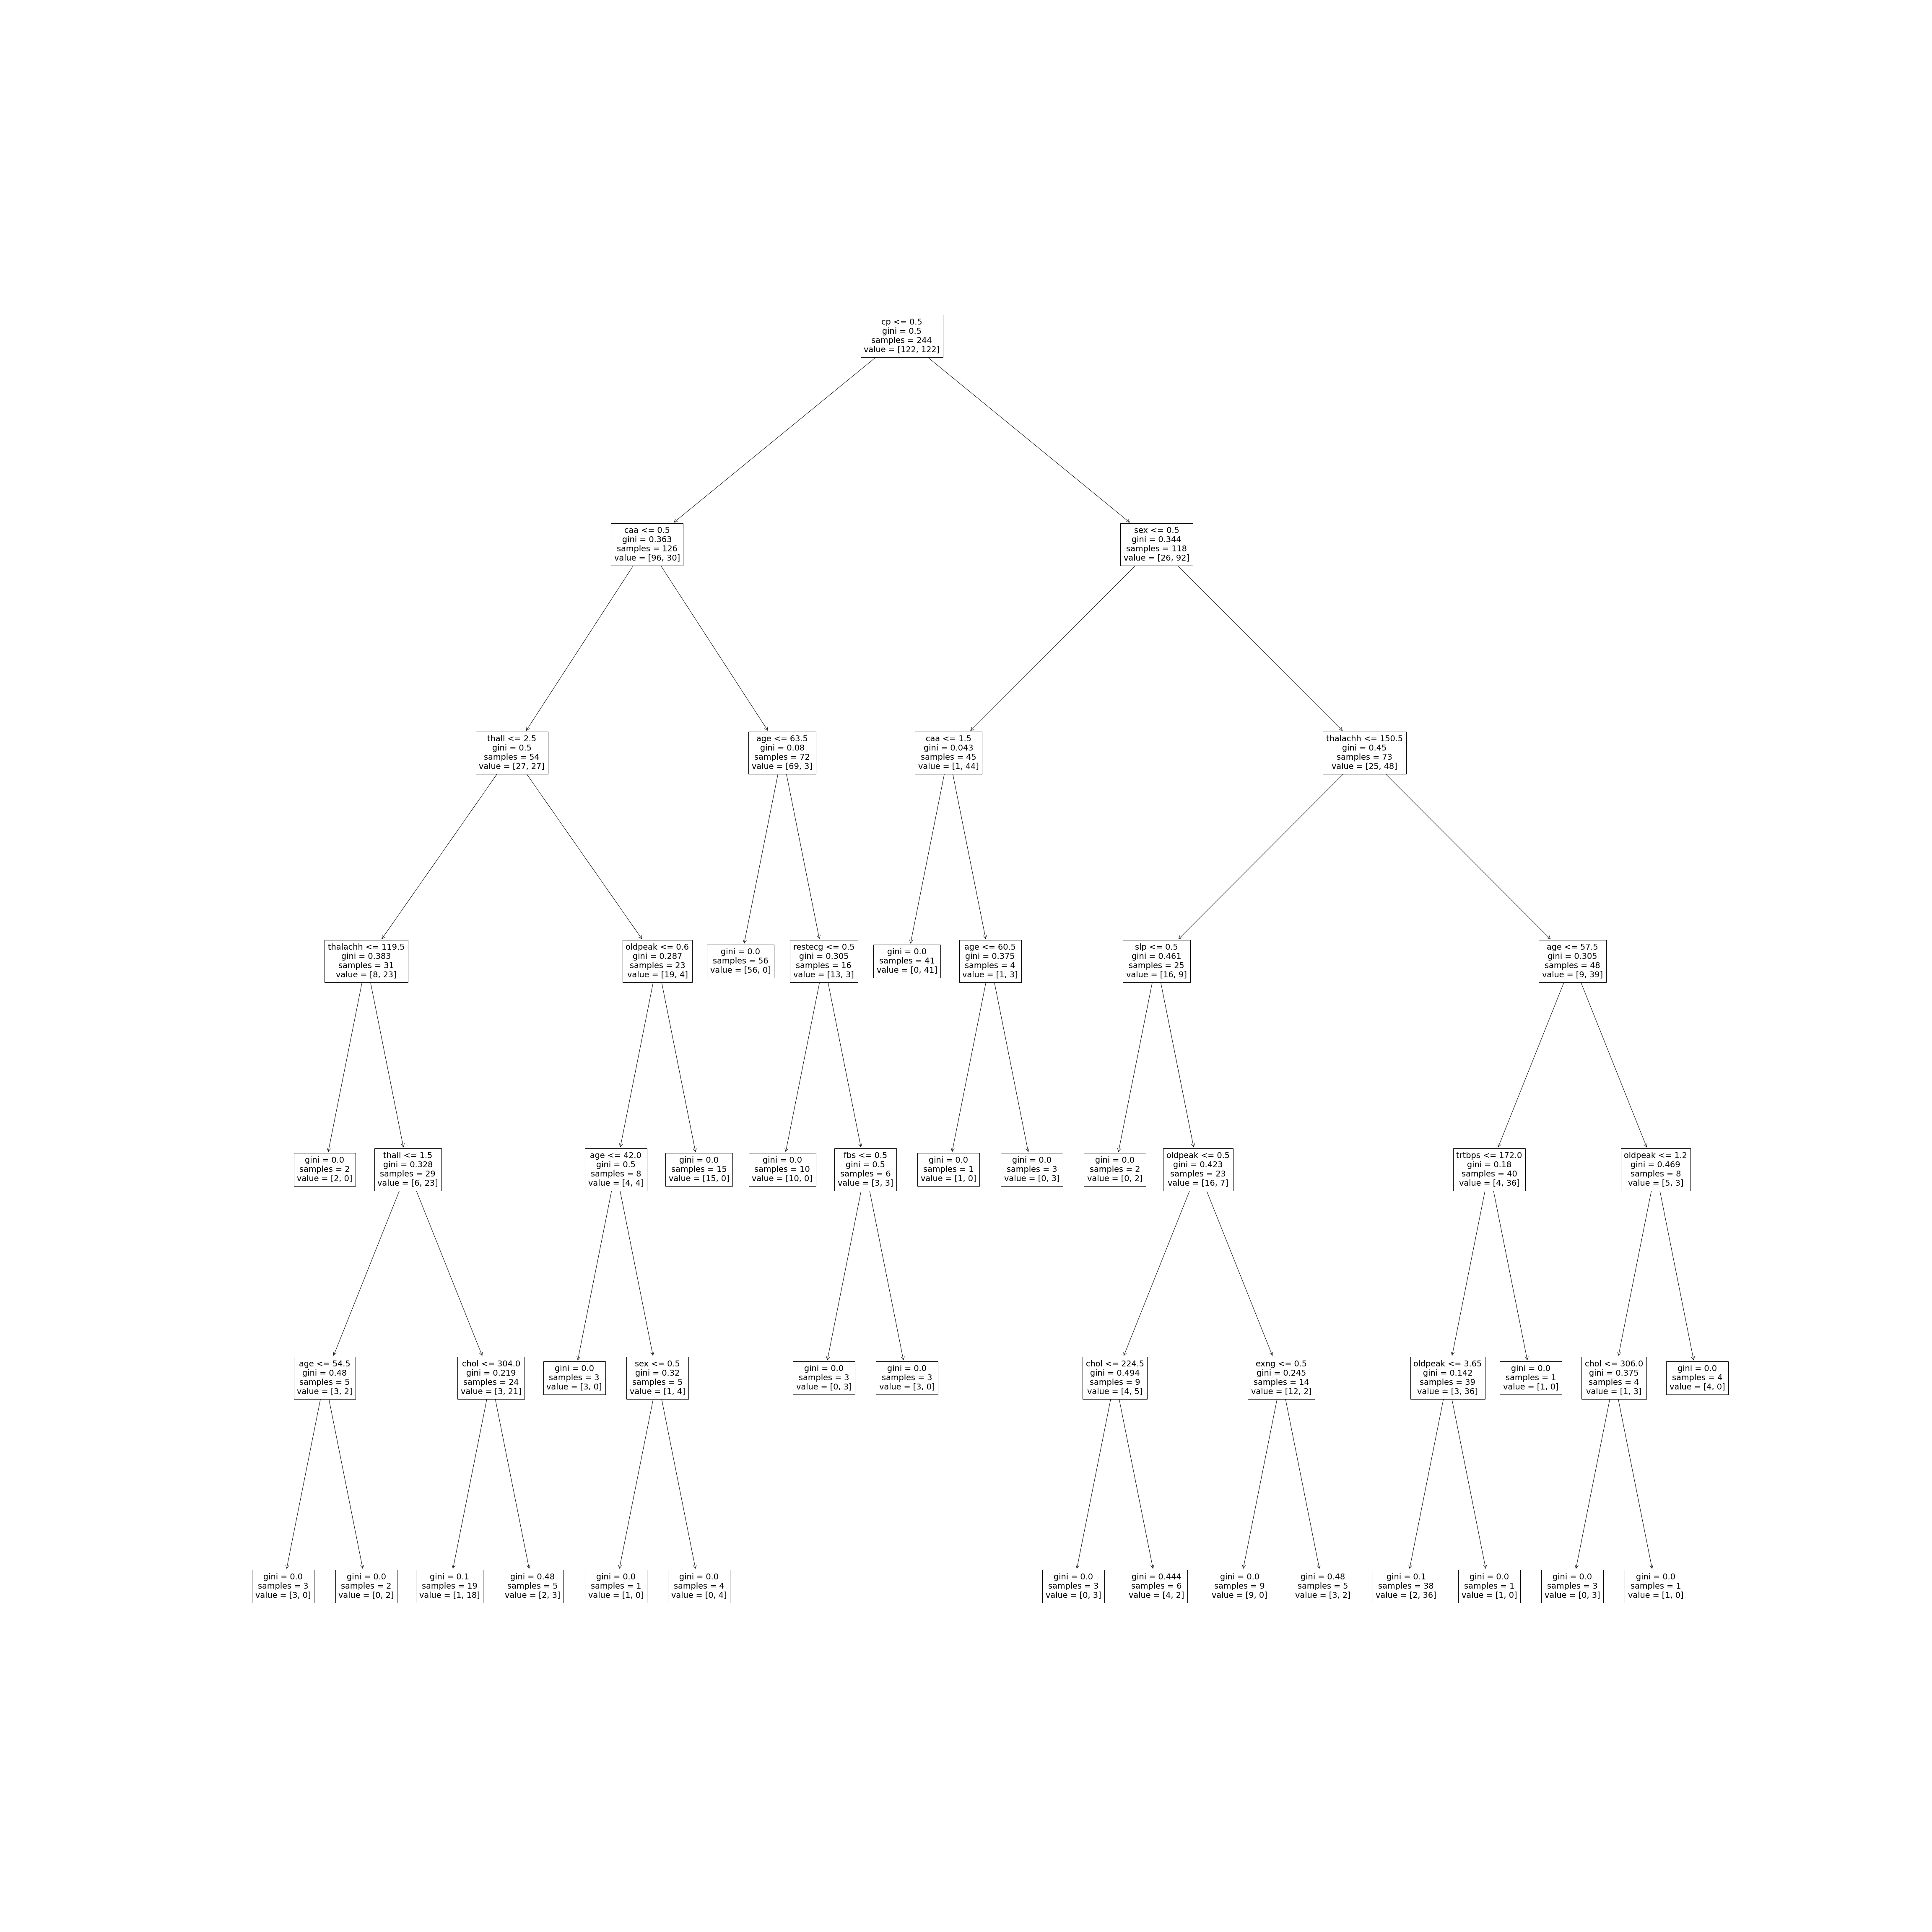 cp <= 0.5
gini = 0.5
samples = 244
value = [122, 122]
caa <= 0.5
gini = 0.363
samples = 126
value = [96, 30]
sex <= 0.5
gini = 0.344
samples = 118
value = [26, 92]
thall <= 2.5
gini = 0.5
samples = 54
value = [27, 27]
age <= 63.5
gini = 0.08
samples = 72
value = [69, 3]
caa <= 1.5
gini = 0.043
samples = 45
value = [1, 44]
thalachh <= 150.5
gini = 0.45
samples = 73
value = [25, 48]
thalachh <= 119.5
gini = 0.383
samples = 31
value = [8, 23]
oldpeak <= 0.6
gini = 0.287
samples = 23
value = [19, 4]
gini = 0.0
samples = 56
value = [56, 0]
restecg <= 0.5
gini = 0.305
samples = 16
value = [13, 3]
gini = 0.0
samples = 41
value = [0, 41]
age <= 60.5
gini = 0.375
samples = 4
value = [1, 3]
slp <= 0.5
gini = 0.461
samples = 25
value = [16, 9]
age <= 57.5
gini = 0.305
samples = 48
value = [9, 39]
gini = 0.0
samples = 2
value = [2, 0]
thall <= 1.5
gini = 0.328
samples = 29
value = [6, 23]
age <= 42.0
gini = 0.5
samples = 8
value = [4, 4]
gini = 0.0
samples = 15
value = [15, 0]
gini = 0.0
samples = 10
value = [10, 0]
fbs <= 0.5
gini = 0.5
samples = 6
value = [3, 3]
gini = 0.0
samples = 1
value = [1, 0]
gini = 0.0
samples = 3
value = [0, 3]
gini = 0.0
samples = 2
value = [0, 2]
oldpeak <= 0.5
gini = 0.423
samples = 23
value = [16, 7]
trtbps <= 172.0
gini = 0.18
samples = 40
value = [4, 36]
oldpeak <= 1.2
gini = 0.469
samples = 8
value = [5, 3]
age <= 54.5
gini = 0.48
samples = 5
value = [3, 2]
chol <= 304.0
gini = 0.219
samples = 24
value = [3, 21]
gini = 0.0
samples = 3
value = [3, 0]
sex <= 0.5
gini = 0.32
samples = 5
value = [1, 4]
gini = 0.0
samples = 3
value = [0, 3]
gini = 0.0
samples = 3
value = [3, 0]
chol <= 224.5
gini = 0.494
samples = 9
value = [4, 5]
exng <= 0.5
gini = 0.245
samples = 14
value = [12, 2]
oldpeak <= 3.65
gini = 0.142
samples = 39
value = [3, 36]
gini = 0.0
samples = 1
value = [1, 0]
chol <= 306.0
gini = 0.375
samples = 4
value = [1, 3]
gini = 0.0
samples = 4
value = [4, 0]
gini = 0.0
samples = 3
value = [3, 0]
gini = 0.0
samples = 2
value = [0, 2]
gini = 0.1
samples = 19
value = [1, 18]
gini = 0.48
samples = 5
value = [2, 3]
gini = 0.0
samples = 1
value = [1, 0]
gini = 0.0
samples = 4
value = [0, 4]
gini = 0.0
samples = 3
value = [0, 3]
gini = 0.444
samples = 6
value = [4, 2]
gini = 0.0
samples = 9
value = [9, 0]
gini = 0.48
samples = 5
value = [3, 2]
gini = 0.1
samples = 38
value = [2, 36]
gini = 0.0
samples = 1
value = [1, 0]
gini = 0.0
samples = 3
value = [0, 3]
gini = 0.0
samples = 1
value = [1, 0]